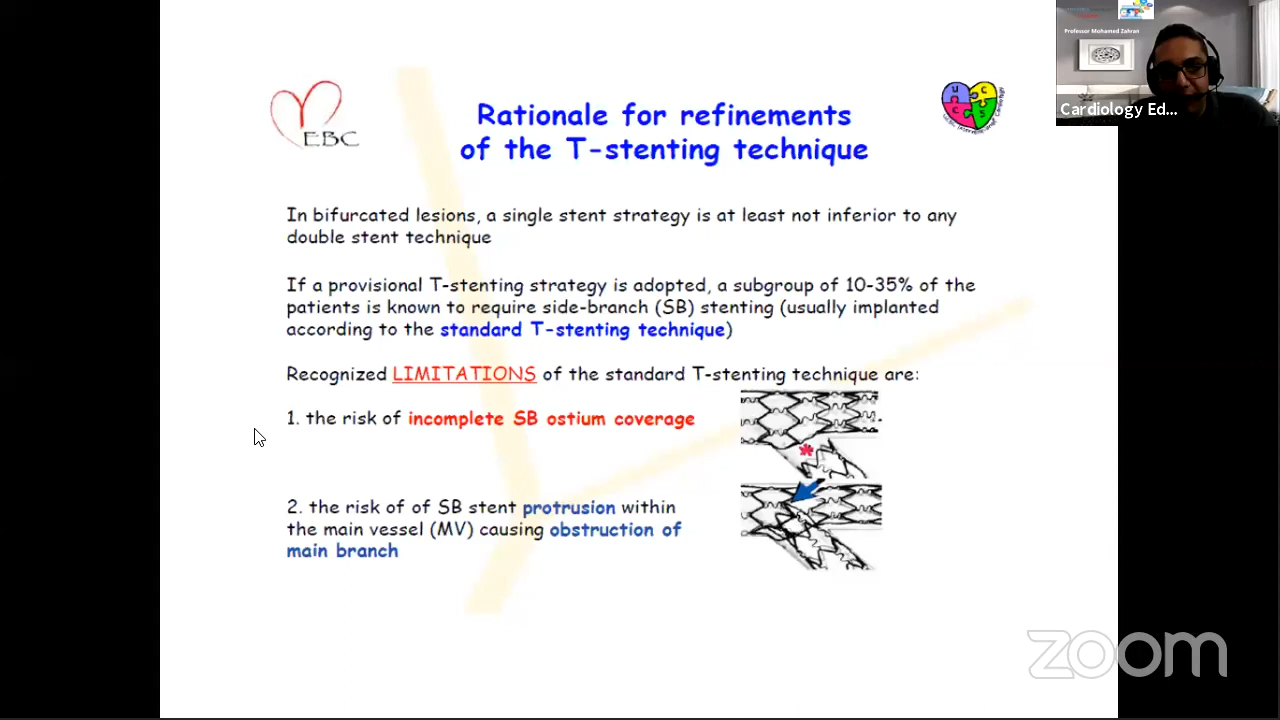 Professor Mohamed Zahran
Cardiology Ed...
EBC
U C
C S
Rationale for refinements
of the T-stenting technique
In bifurcated lesions, a single stent strategy is at least not inferior to any
double stent technique
If a provisional T-stenting strategy is adopted, a subgroup of 10-35% of the
patients is known to require side-branch (SB) stenting (usually implanted
according to the standard T-stenting technique)
Recognized LIMITATIONS of the standard T-stenting technique are:
1. the risk of incomplete SB ostium coverage
*
2. the risk of of SB stent protrusion within
the main vessel (MV) causing obstruction of
main branch
zoom